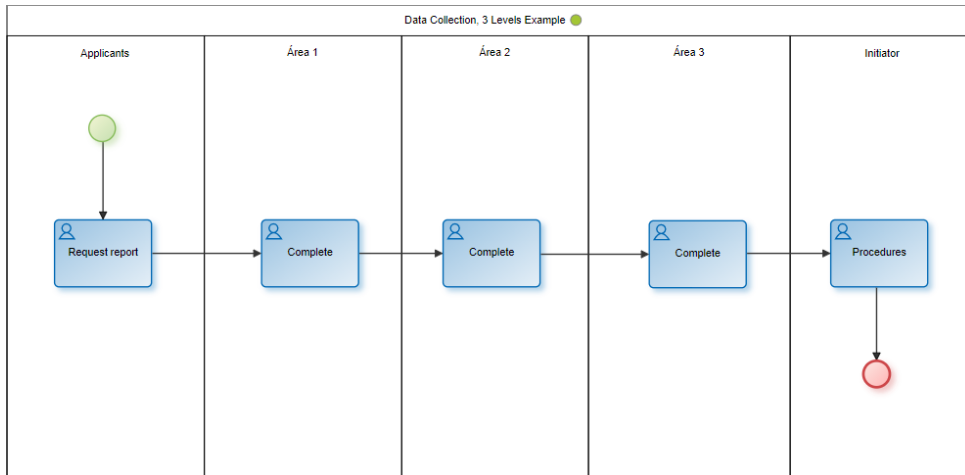 Data Collection, 3 Levels Example
Applicants
Área 1
Área 2
Área 3
Initiator
Request report
Complete
Complete
Complete
Procedures